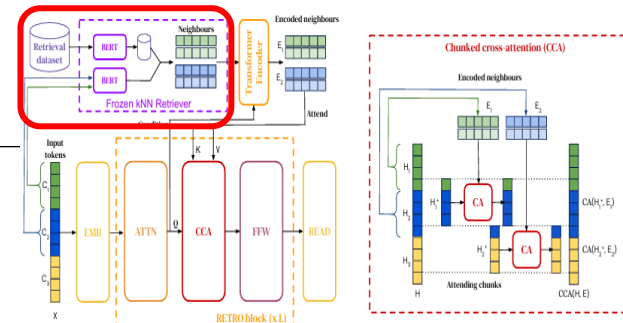 Retrieval
dataset
BERT
BERT
Frozen kNN Retriever
Neighbours
Transformer
Encoder
Encoded neighbours
E1
E2
Attend
Input
tokens
C1
C2
C3
X
EMB
ATTN
Q
K
V
CCA
FFW
READ
RETRO block (x L)
Chunked cross-attention (CCA)
Encoded neighbours
E1
E2
H1
H2
H3
H
H1+
CA
H2+
CA
CA(H1+, E1)
CA(H2+, E2)
Attending chunks
CCA(H, E)